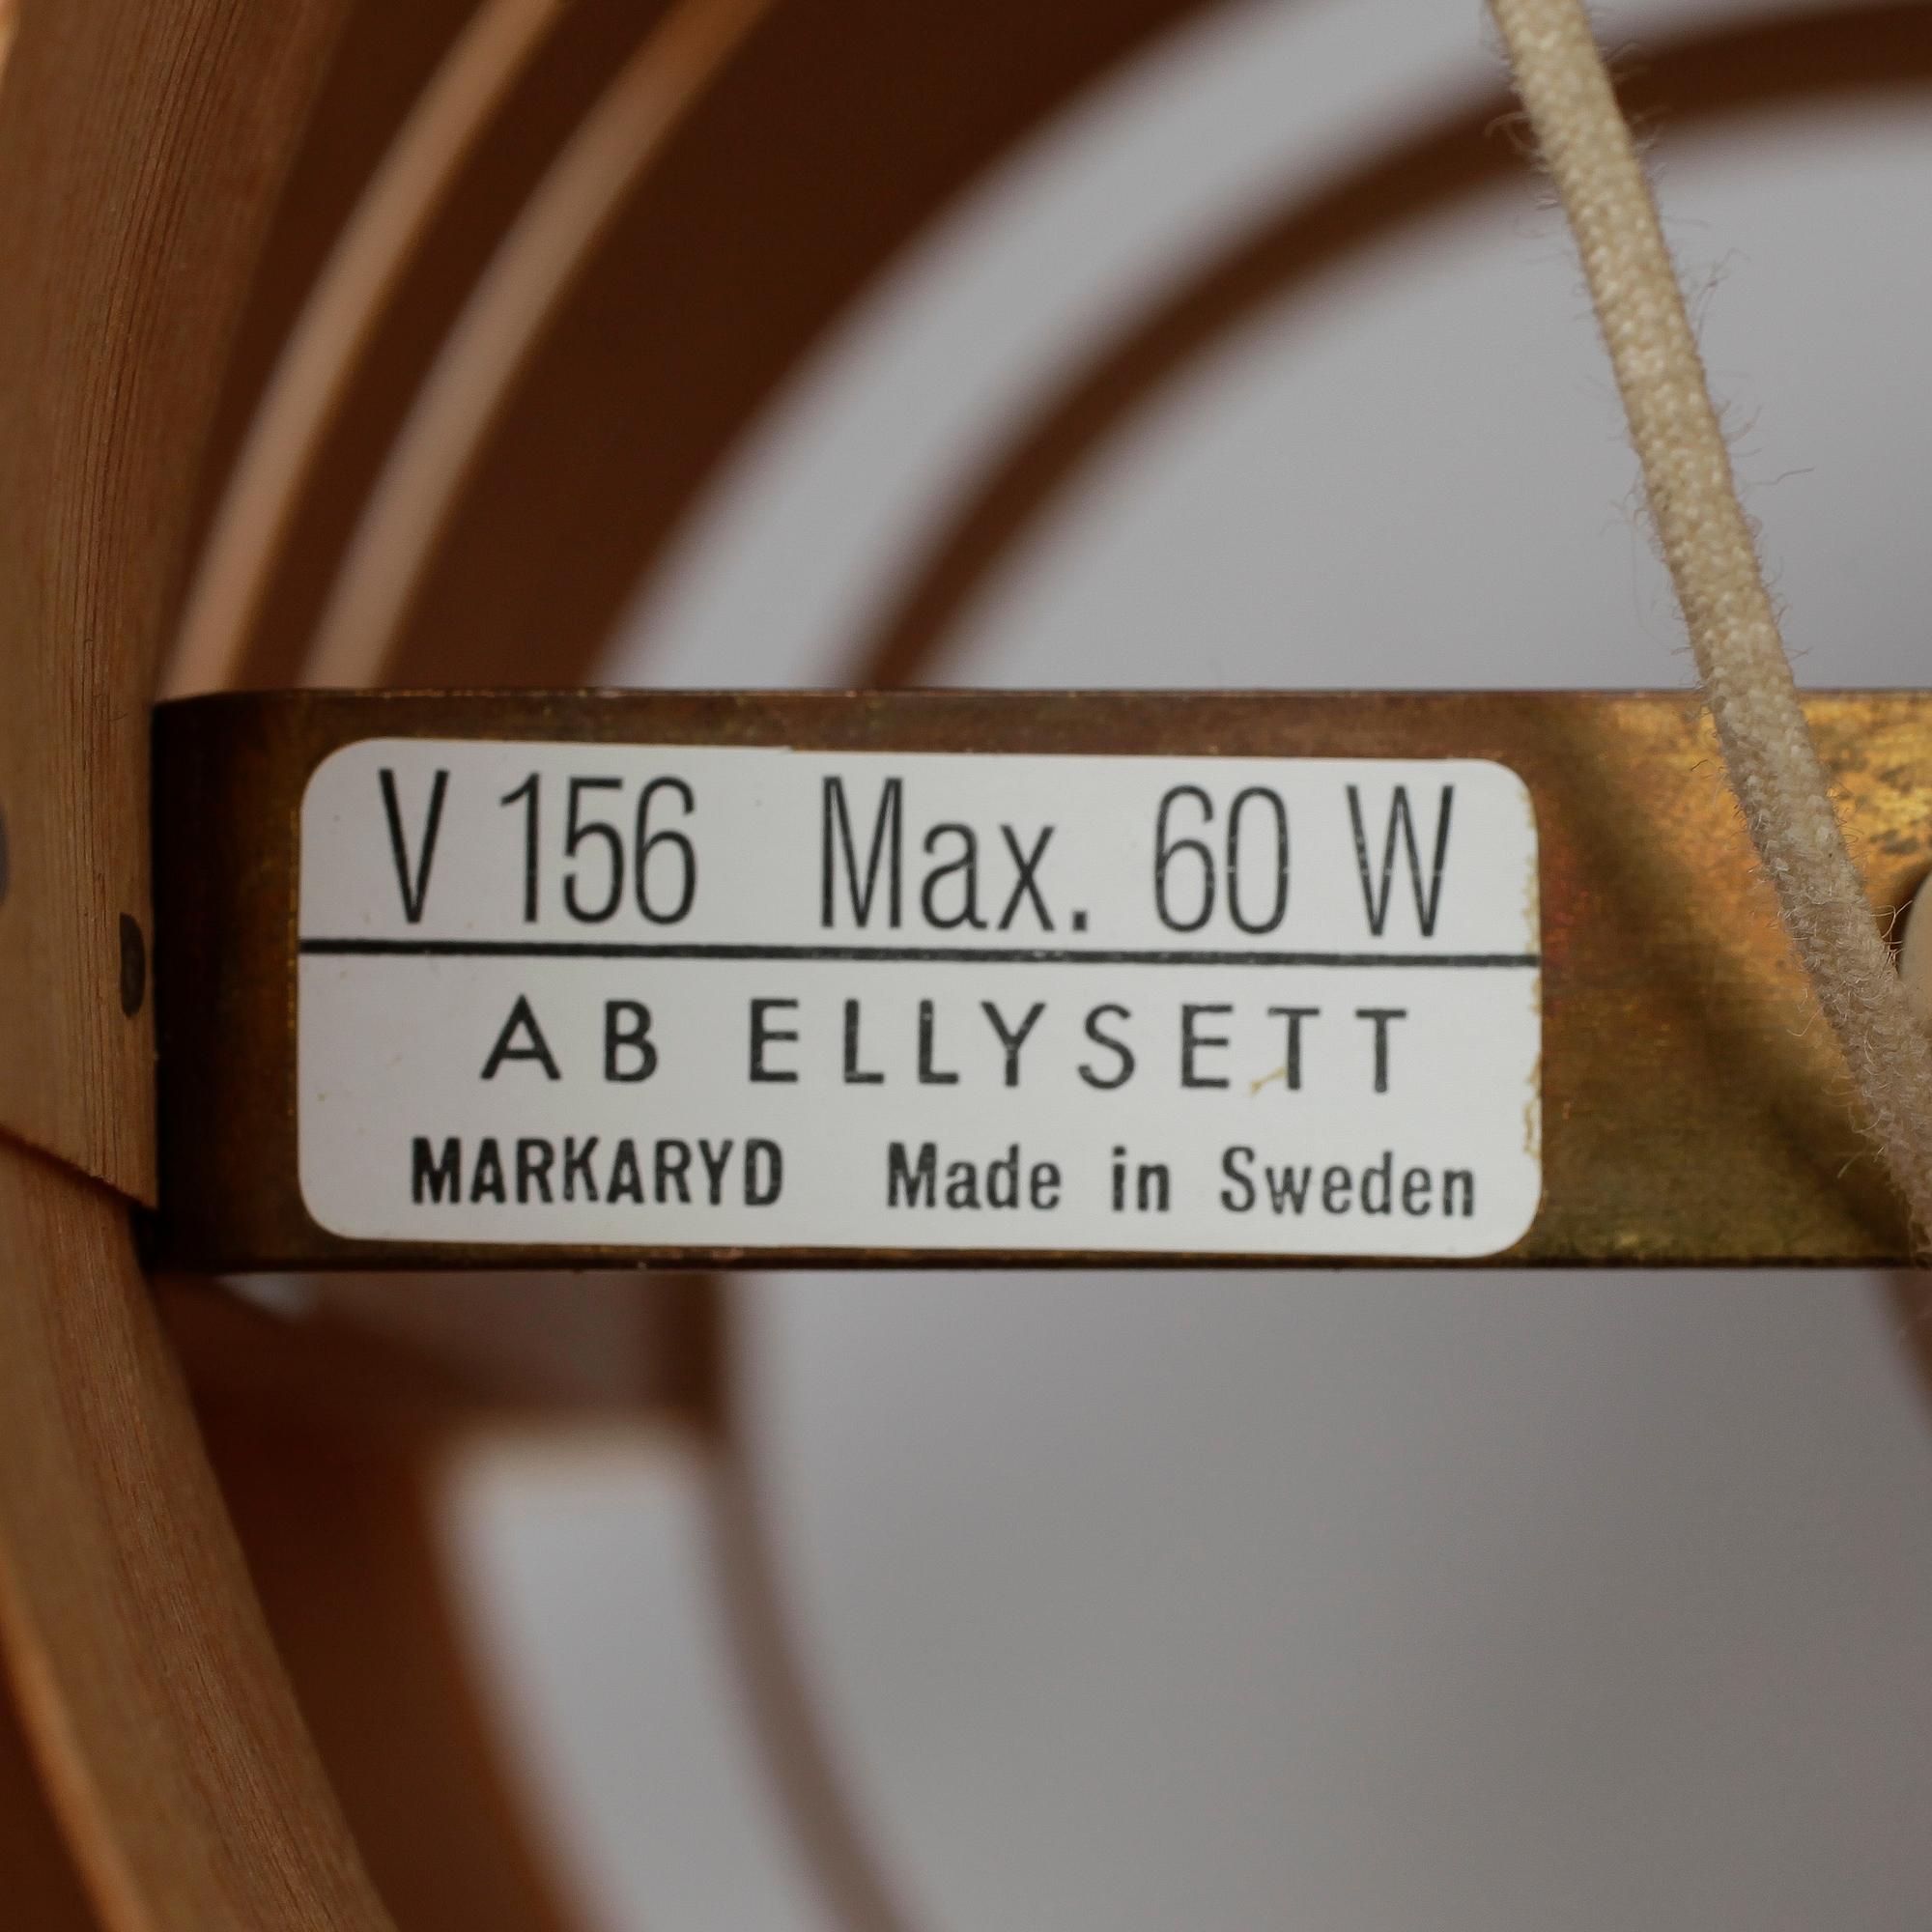 V 156 Max. 60 W
AB ELLYSETT
MARKARYD Made in Sweden